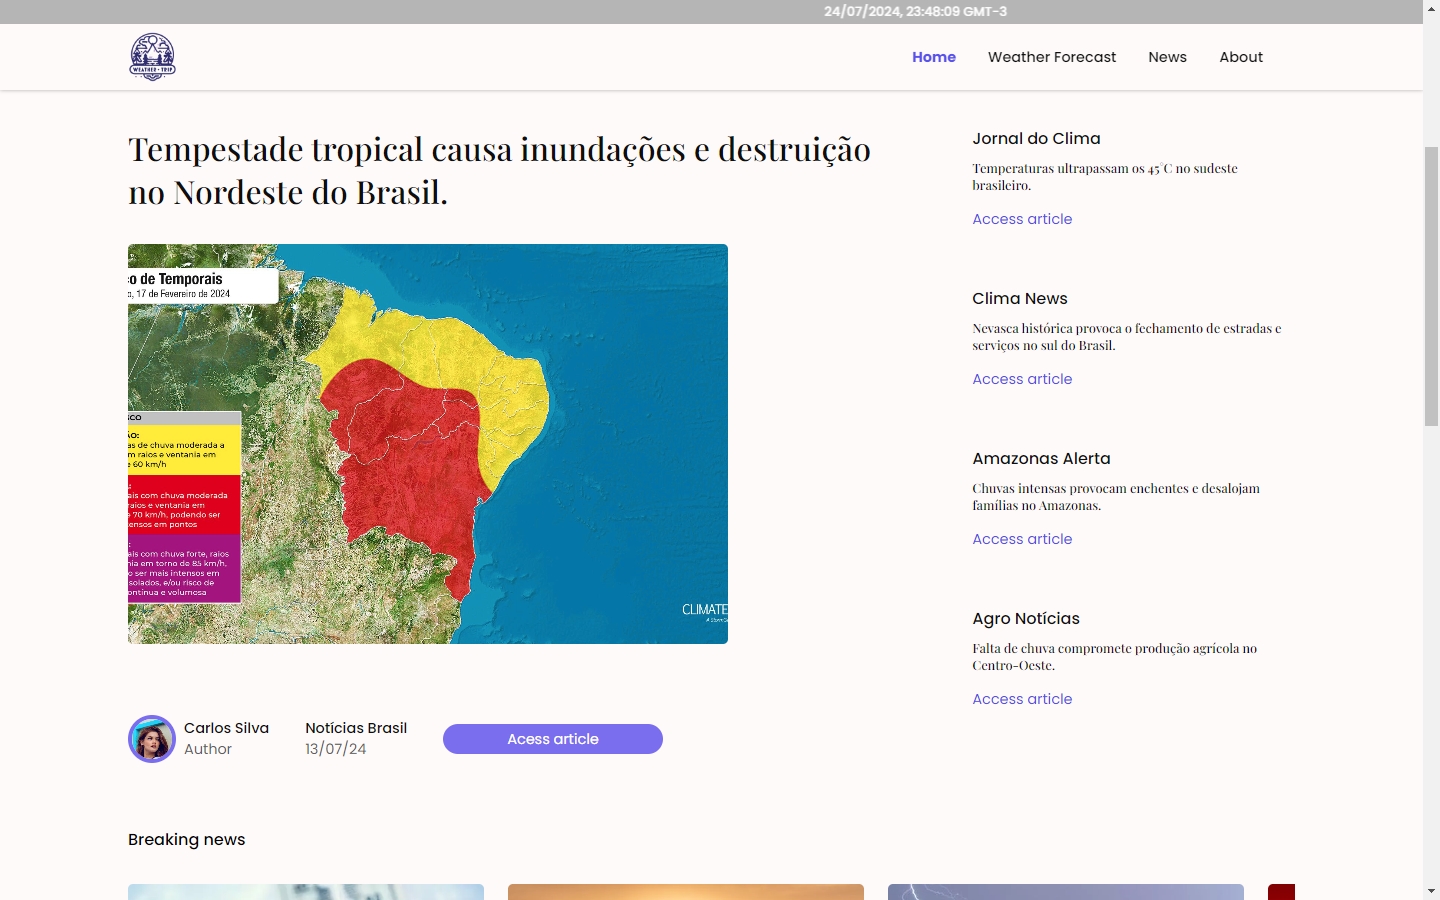 24/07/2024, 23:48:09 GMT-3
WEATHER • TRIP
Home
Weather Forecast
News
About
Tempestade tropical causa inundações e destruição
no Nordeste do Brasil.
o de Temporais
o, 17 de Fevereiro de 2024
SCO
ÃO:
as de chuva moderada a
m raios e ventania em
e 60 km/h
:
ais com chuva moderada
raios e ventania em
e 70 km/h, podendo ser
tensos em pontos
:
ais com chuva forte, raios
nia em torno de 85 km/h,
o ser mais intensos em
solados, e/ou risco de
ontínua e volumosa
CLIMATE
Carlos Silva
Author
Notícias Brasil
13/07/24
Acess article
Jornal do Clima
Temperaturas ultrapassam os 45°C no sudeste
brasileiro.
Access article
Clima News
Nevasca histórica provoca o fechamento de estradas e
serviços no sul do Brasil.
Access article
Amazonas Alerta
Chuvas intensas provocam enchentes e desalojam
famílias no Amazonas.
Access article
Agro Notícias
Falta de chuva compromete produção agrícola no
Centro-Oeste.
Access article
Breaking news